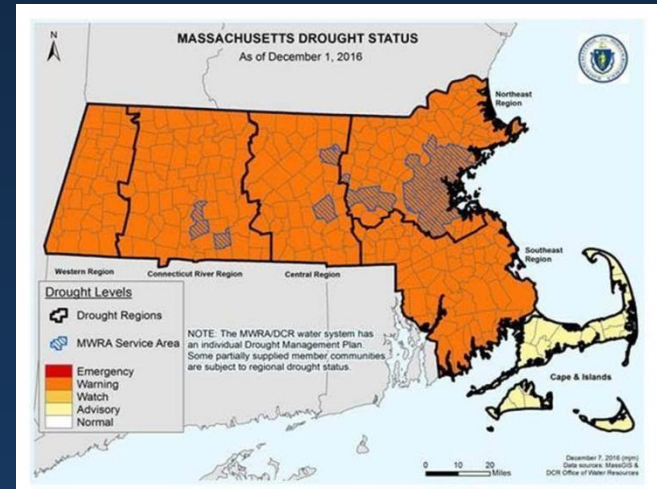 N
MASSACHUSETTS DROUGHT STATUS
As of December 1, 2016
Northeast
Region
Southeast
Region
Western Region
Connecticut River Region
Central Region
Cape & Islands
Drought Levels
Drought Regions
MWRA Service Area
Emergency
Warning
Watch
Advisory
Normal
NOTE: The MWRA/DCR water system has
an individual Drought Management Plan.
Some partially supplied member communities
are subject to regional drought status.
0 10 20
Miles
December 7, 2016 (mjm)
Data sources: MassGIS &
DCR Office of Water Resources